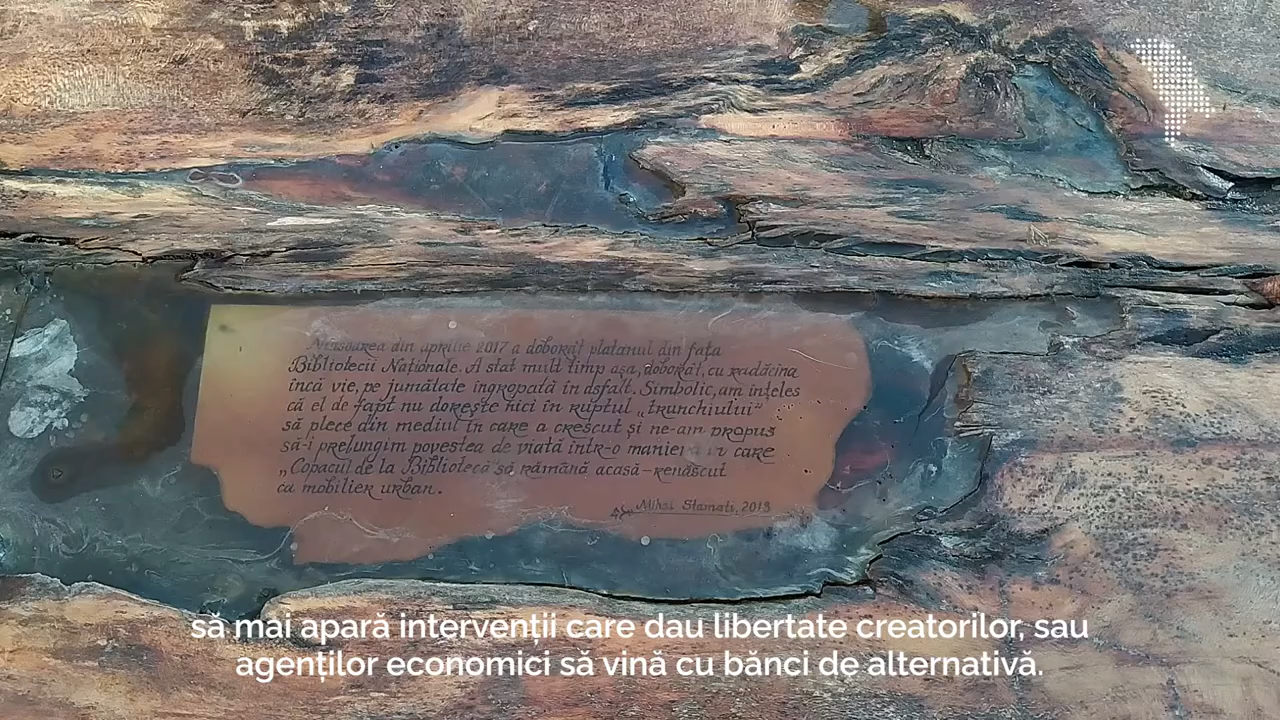 Ninsoarea din aprilie 2017 a doborât platanul din fața
Bibliotecii Naționale. A stat mult timp așa, doborât, cu rădăcina
încă vie, pe jumătate îngropată în asfalt. Simbolic, am înțeles
că el de fapt nu dorește nici în ruptul „trunchiului”
să plece din mediul în care a crescut și ne-am propus
să-i prelungim povestea de viață într-o manieră în care
„Copacul de la Bibliotecă să rămână acasă - renăscut
ca mobilier urban.
Mihai Stamati, 2018
să mai apară intervenții care dau libertate creatorilor, sau
agenților economici să vină cu bănci de alternativă.